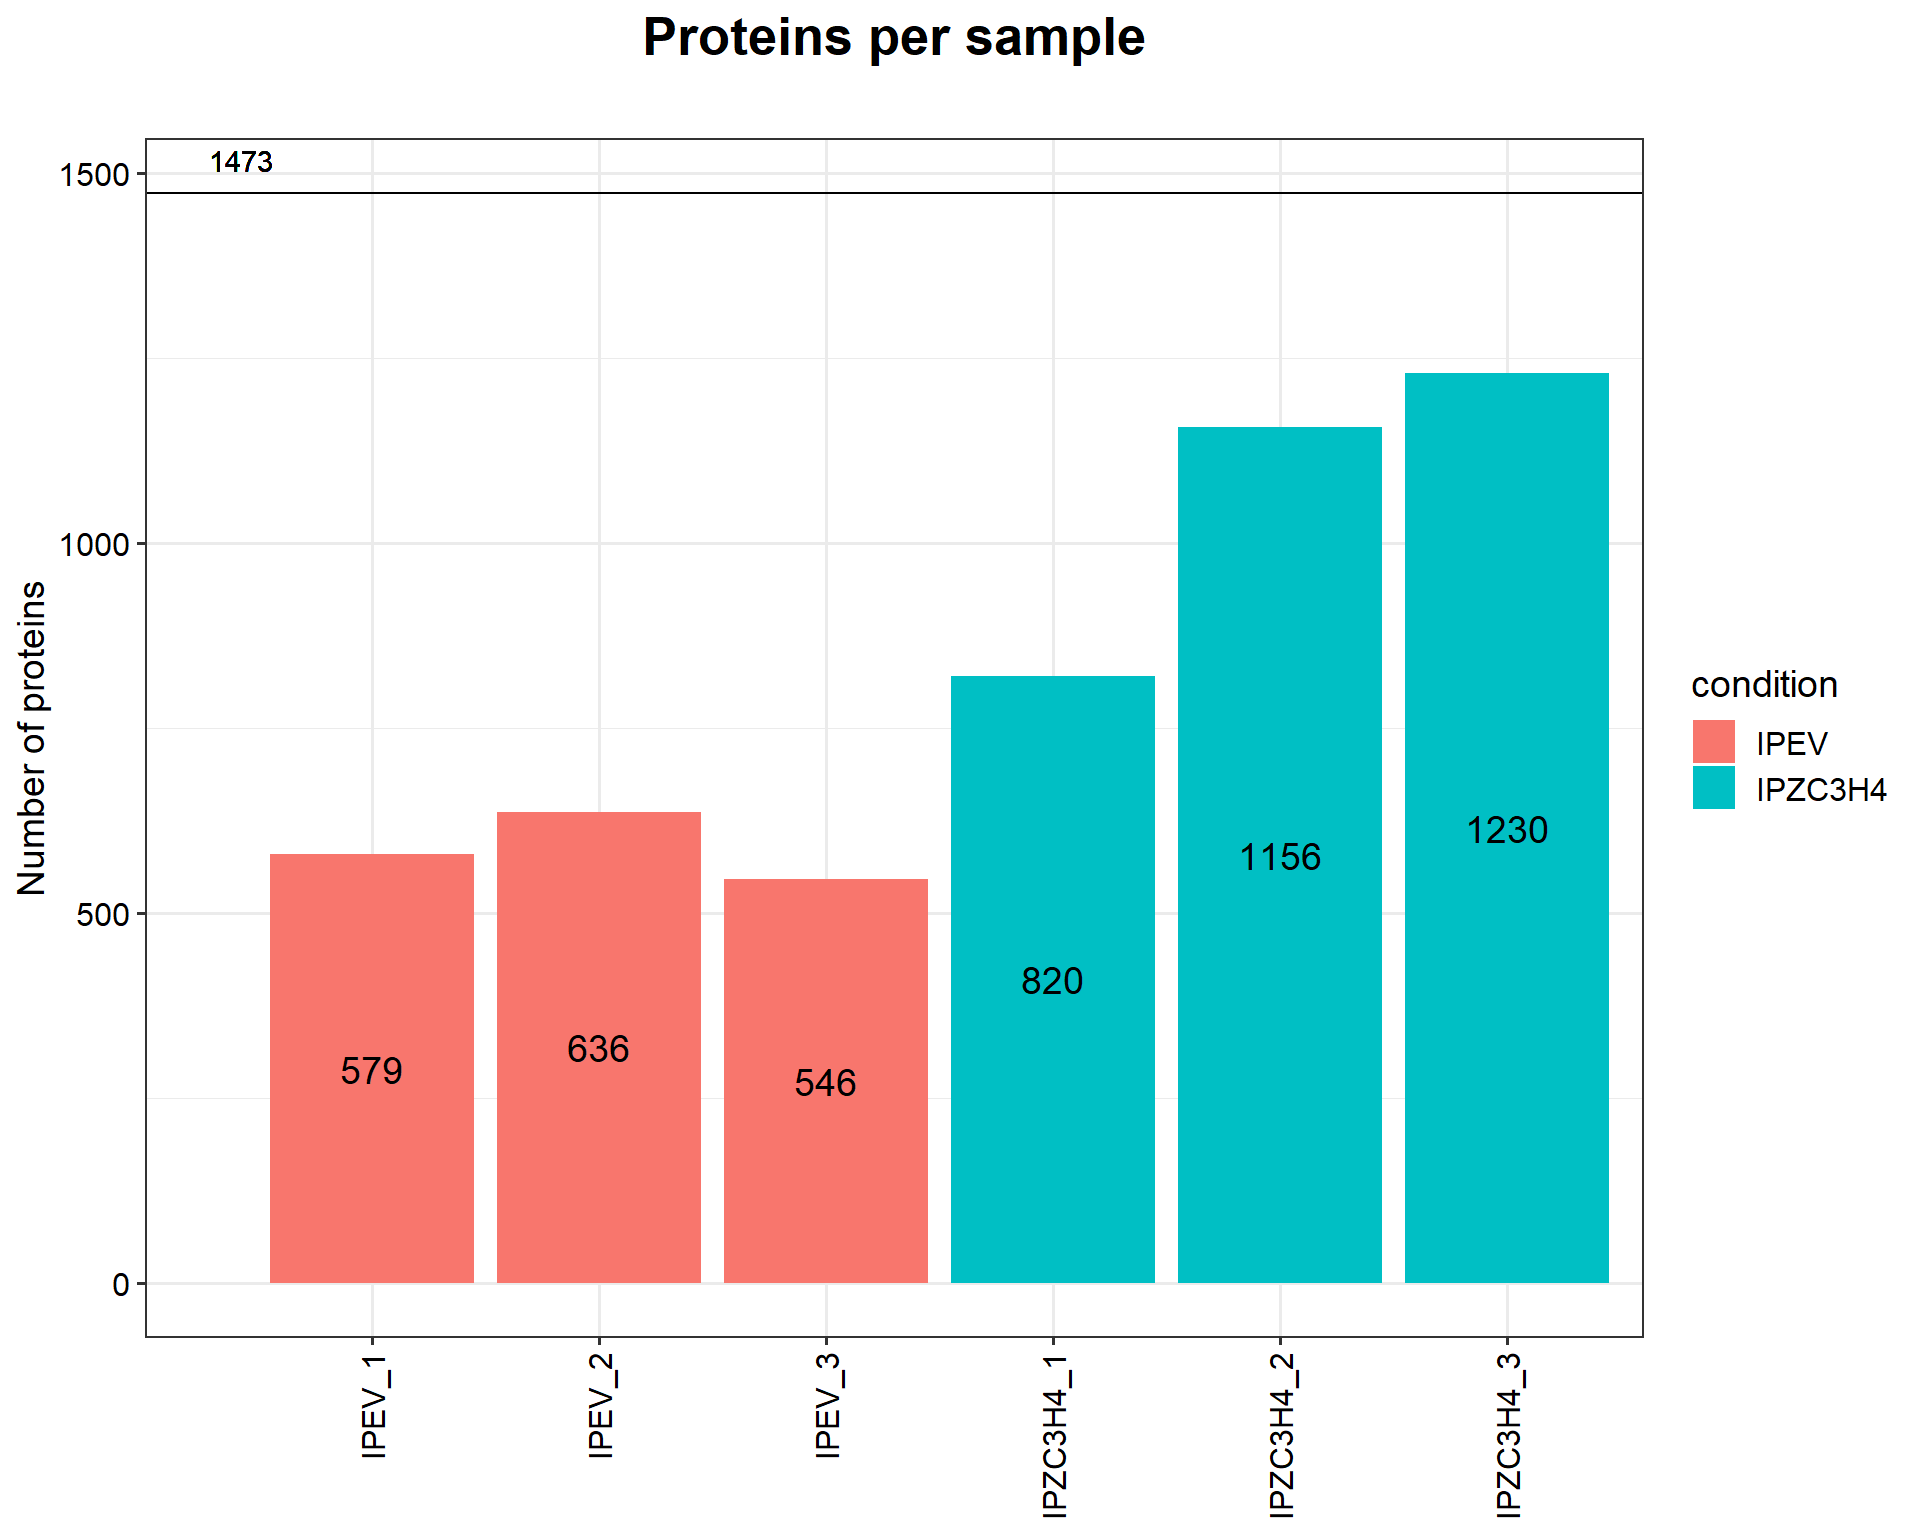 Proteins per sample
1473
1500
1000
500
0
Number of proteins
579
636
546
820
1156
1230
IPEV_1
IPEV_2
IPEV_3
IPZC3H4_1
IPZC3H4_2
IPZC3H4_3
condition
IPEV
IPZC3H4